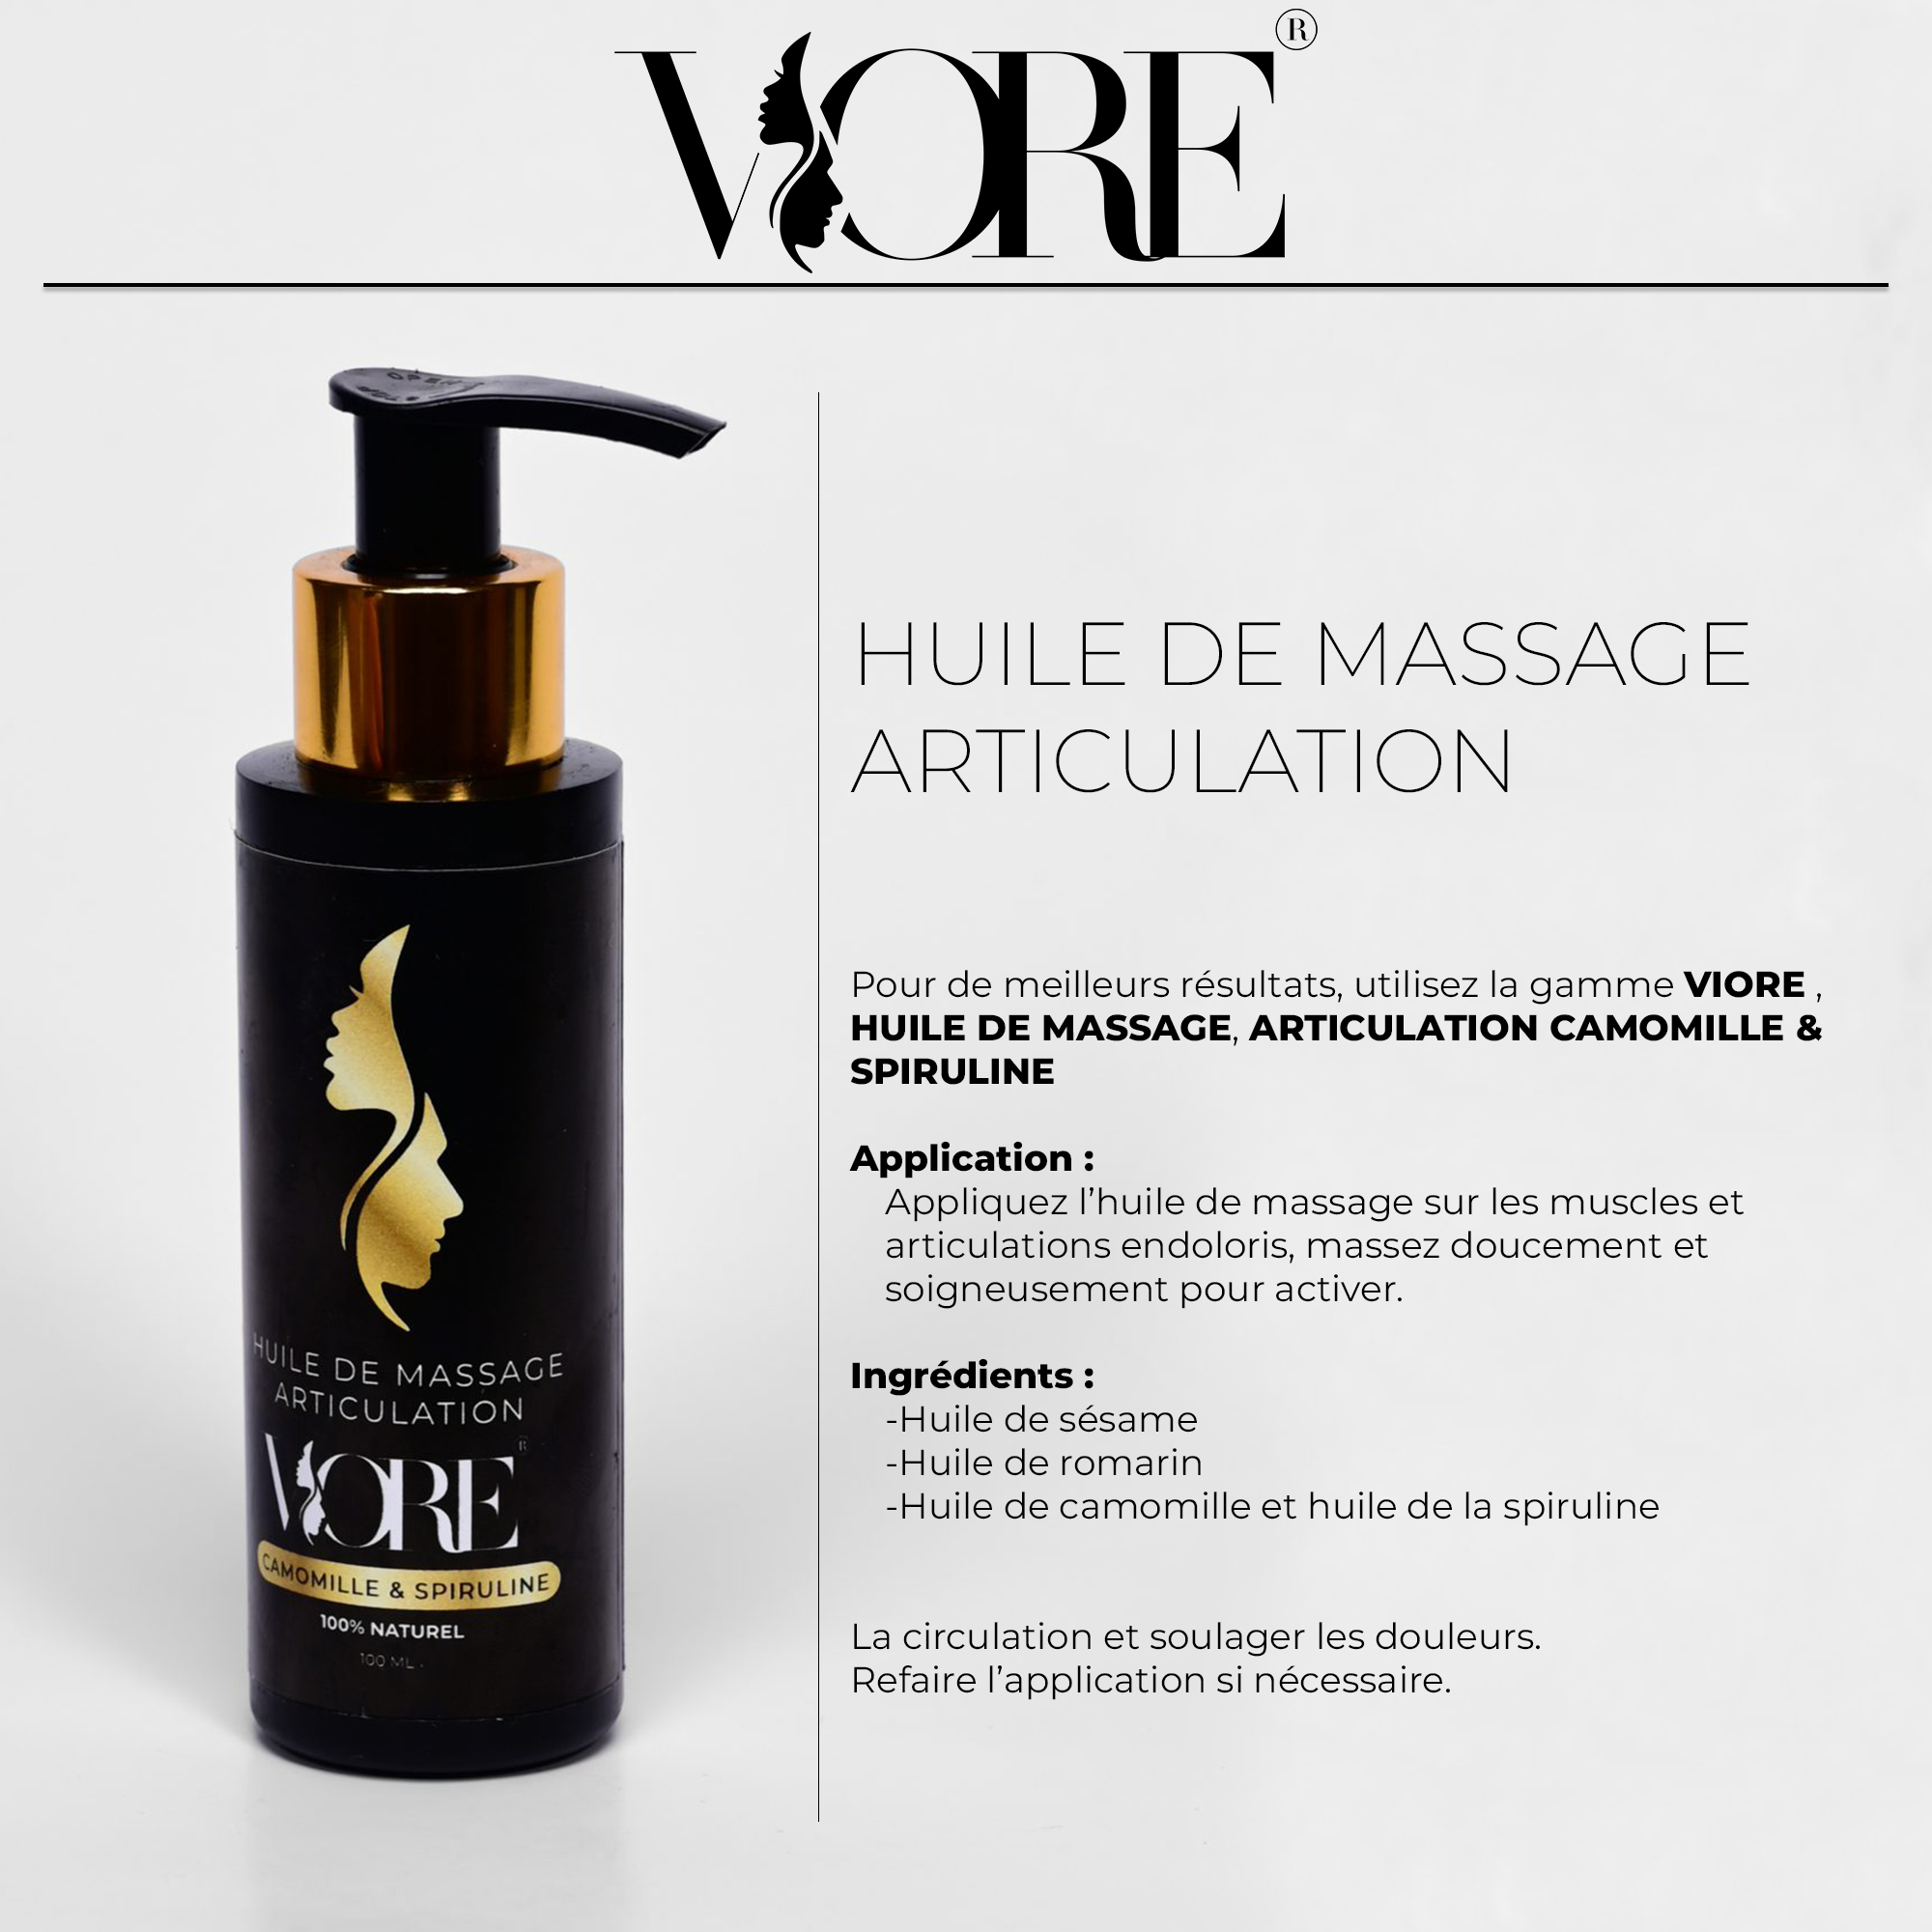 VIORE®
OPEN
HUILE DE MASSAGE
ARTICULATION
VIORE®
CAMOMILLE & SPIRULINE
100% NATUREL
100 ML
HUILE DE MASSAGE
ARTICULATION
Pour de meilleurs résultats, utilisez la gamme VIORE ,
HUILE DE MASSAGE, ARTICULATION CAMOMILLE &
SPIRULINE
Application :
Appliquez l’huile de massage sur les muscles et
articulations endoloris, massez doucement et
soigneusement pour activer.
Ingrédients :
-Huile de sésame
-Huile de romarin
-Huile de camomille et huile de la spiruline
La circulation et soulager les douleurs.
Refaire l’application si nécessaire.